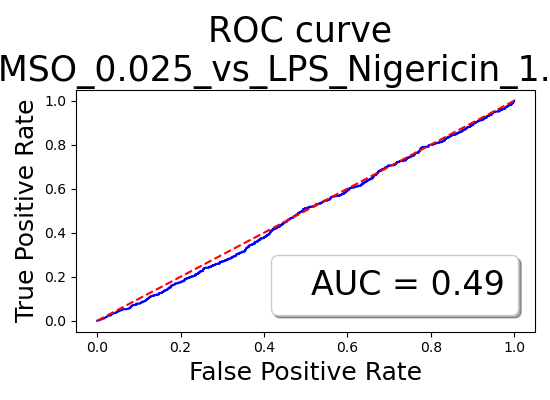 ROC curve
MSO_0.025_vs_LPS_Nigericin_1.
True Positive Rate
1.0
0.8
0.6
0.4
0.2
0.0
AUC = 0.49
0.0 0.2 0.4 0.6 0.8 1.0
False Positive Rate